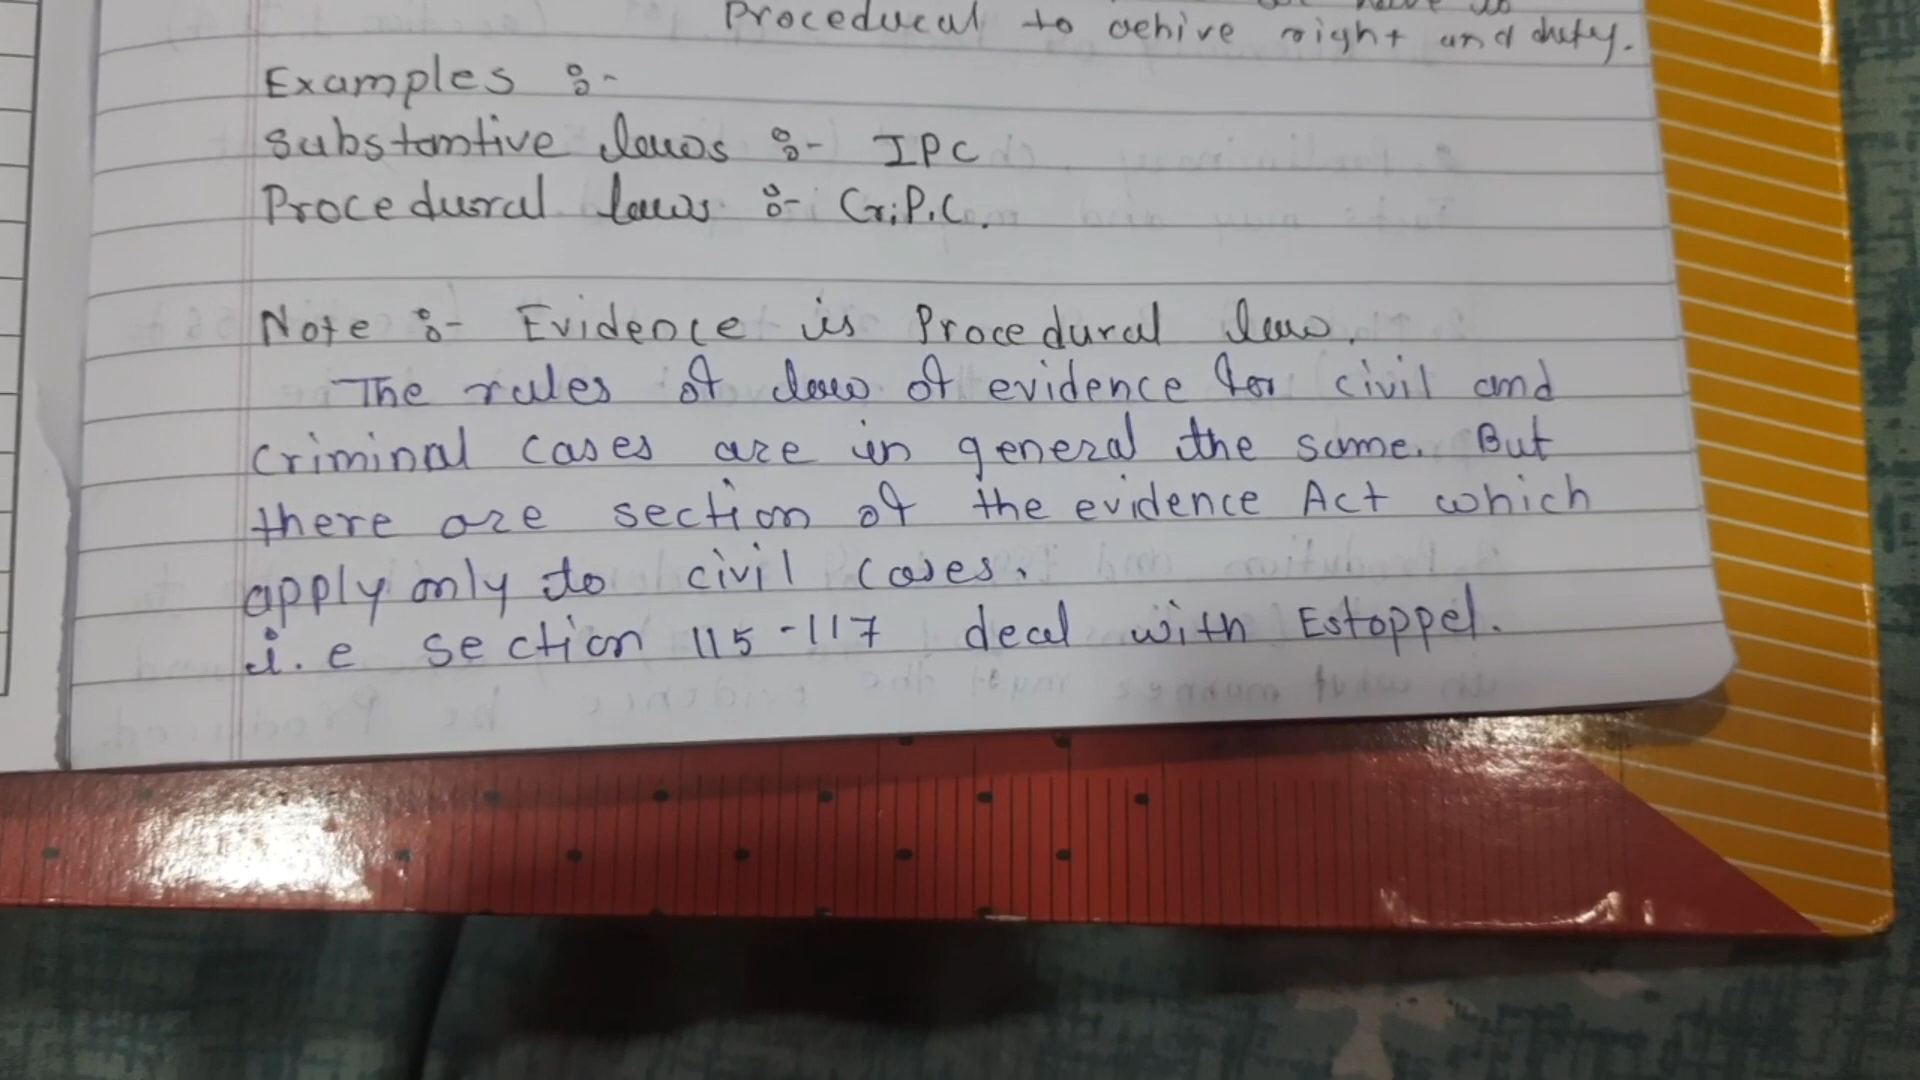 Procedural to achive right and duty.
Examples :-
Substantive laws :- IPC
Procedural laws :- Cr.P.C.
Note :- Evidence is Procedural law.
The rules of law of evidence for civil and
criminal cases are in general the same. But
there are section of the evidence Act which
apply only to civil cases.
i.e section 115-117 deal with Estoppel.